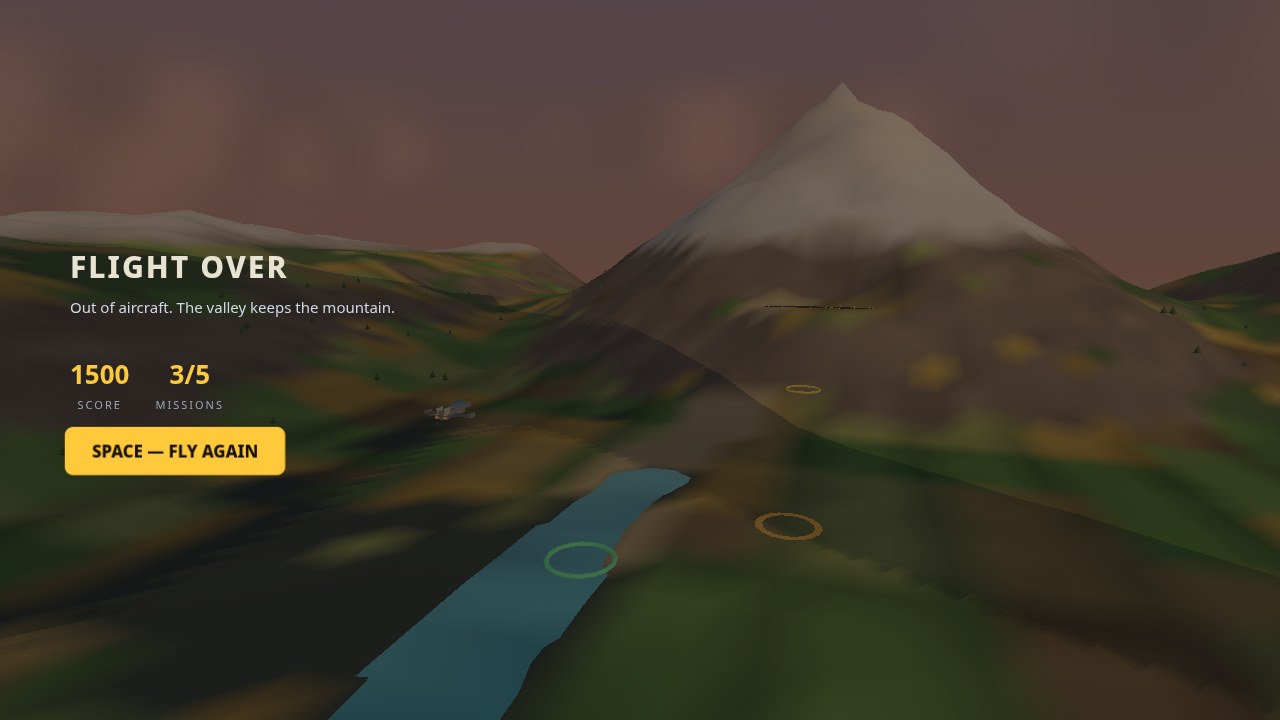 FLIGHT OVER
Out of aircraft. The valley keeps the mountain.
1500 3/5
SCORE MISSIONS
SPACE — FLY AGAIN